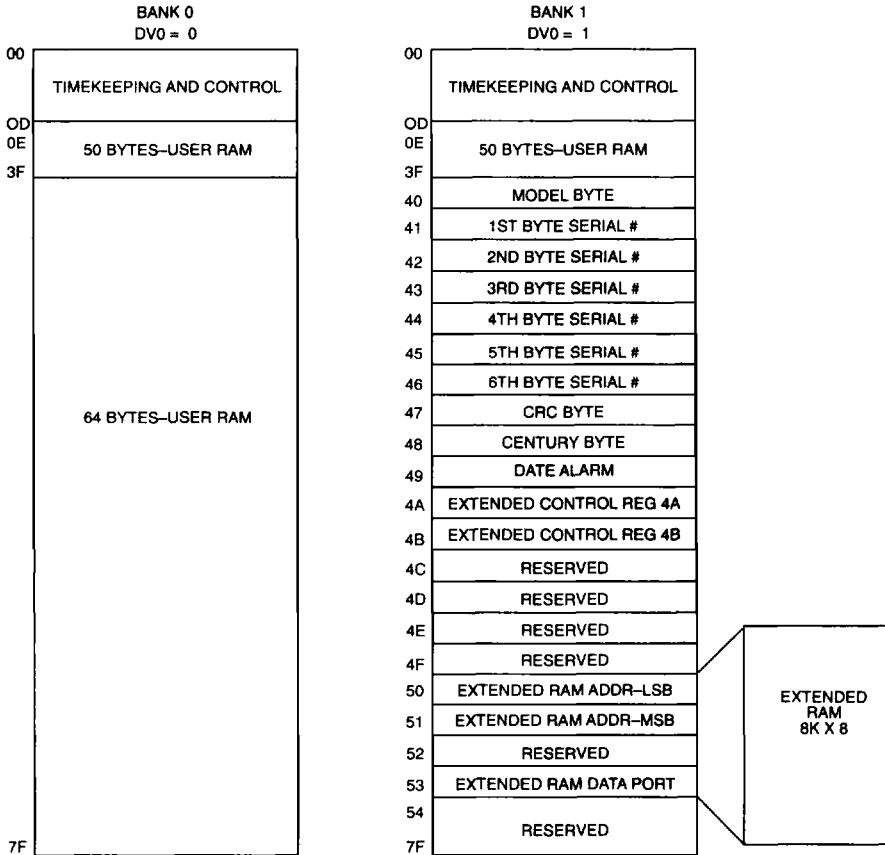 BANK 0
DV0 = 0
00
TIMEKEEPING AND CONTROL
OD
0E
50 BYTES–USER RAM
3F
64 BYTES–USER RAM
7F
BANK 1
DV0 = 1
00
TIMEKEEPING AND CONTROL
OD
0E
50 BYTES–USER RAM
3F
40 MODEL BYTE
41 1ST BYTE SERIAL #
42 2ND BYTE SERIAL #
43 3RD BYTE SERIAL #
44 4TH BYTE SERIAL #
45 5TH BYTE SERIAL #
46 6TH BYTE SERIAL #
47 CRC BYTE
48 CENTURY BYTE
49 DATE ALARM
4A EXTENDED CONTROL REG 4A
4B EXTENDED CONTROL REG 4B
4C RESERVED
4D RESERVED
4E RESERVED
4F RESERVED
50 EXTENDED RAM ADDR–LSB
51 EXTENDED RAM ADDR–MSB
52 RESERVED
53 EXTENDED RAM DATA PORT
54
RESERVED
7F
EXTENDED
RAM
8K X 8